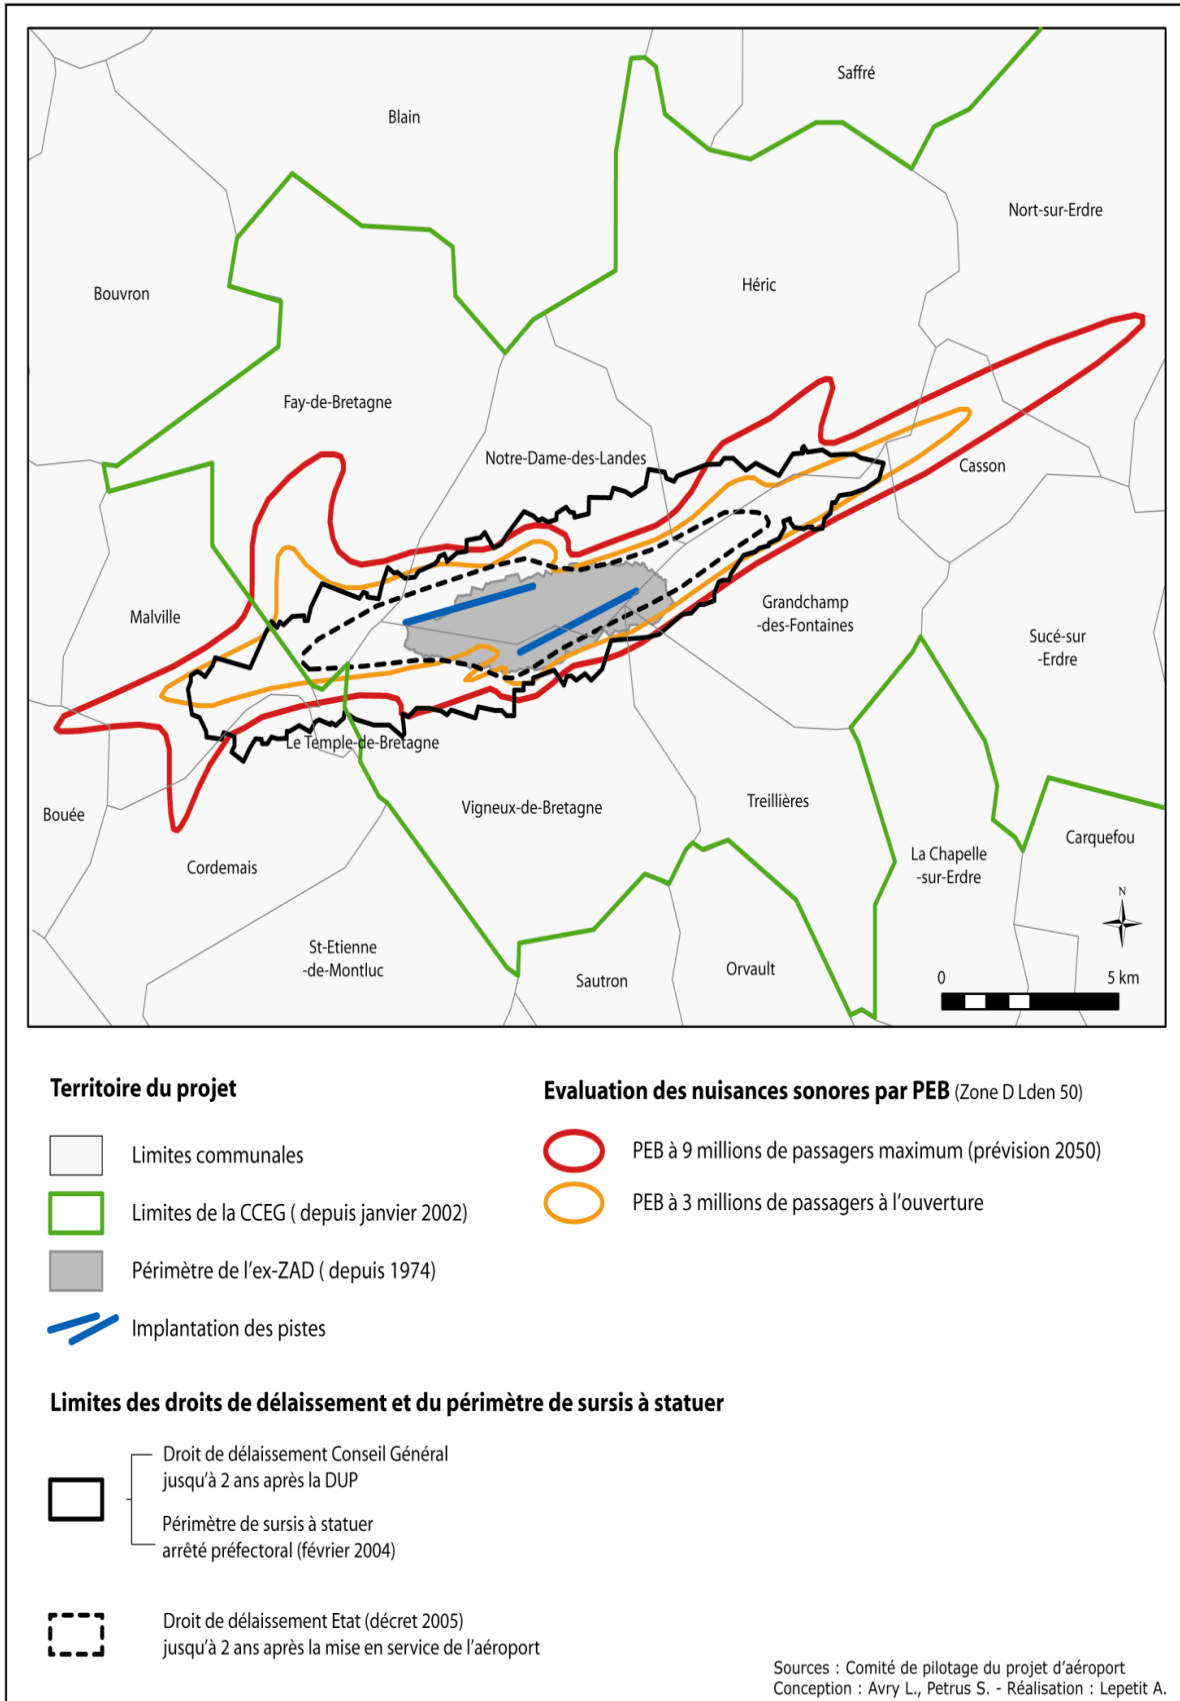 Saffré
Blain
Nort-sur-Erdre
Héric
Bouvron
Fay-de-Bretagne
Notre-Dame-des-Landes
Casson
Malville
Grandchamp
-des-Fontaines
Sucé-sur
-Erdre
Le Temple-de-Bretagne
Bouée
Vigneux-de-Bretagne
Treillières
Carquefou
La Chapelle
-sur-Erdre
Cordemais
N
St-Etienne
-de-Montluc
Sautron
Orvault
0 5 km
Territoire du projet
Limites communales
Limites de la CCEG ( depuis janvier 2002)
Périmètre de l'ex-ZAD ( depuis 1974)
Implantation des pistes
Evaluation des nuisances sonores par PEB (Zone D Lden 50)
PEB à 9 millions de passagers maximum (prévision 2050)
PEB à 3 millions de passagers à l'ouverture
Limites des droits de délaissement et du périmètre de sursis à statuer
Droit de délaissement Conseil Général
jusqu'à 2 ans après la DUP
Périmètre de sursis à statuer
arrêté préfectoral (février 2004)
Droit de délaissement Etat (décret 2005)
jusqu'à 2 ans après la mise en service de l'aéroport
Sources : Comité de pilotage du projet d'aéroport
Conception : Avry L., Petrus S. - Réalisation : Lepetit A.